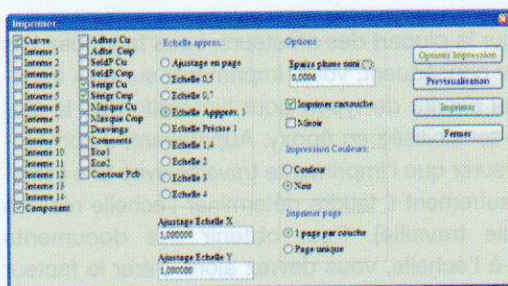 Imprimer
Cuivre
Interne 1
Interne 2
Interne 3
Interne 4
Interne 5
Interne 6
Interne 7
Interne 8
Interne 9
Interne 10
Interne 11
Interne 12
Interne 13
Interne 14
Composant
Adhes Cu
Adhe Cmp
SoldP Cu
SoldP Cmp
Serigr Cu
Serigr Cmp
Masque Cu
Masque Cmp
Drawings
Comments
Eco1
Eco2
Contour Pcb
Echelle approx.
Ajustage en page
Echelle 0,5
Echelle 0,7
Echelle Approx. 1
Echelle Précise 1
Echelle 1,4
Echelle 2
Echelle 3
Echelle 4
Ajustage Echelle X
1,000000
Ajustage Echelle Y
1,000000
Options:
Epaiss plume mini ("):
0,0006
Imprimer cartouche
Miroir
Impression Couleurs:
Couleur
Noir
Imprimer page
1 page par couche
Page unique
Options Impression
Previsualisation
Imprimer
Fermer